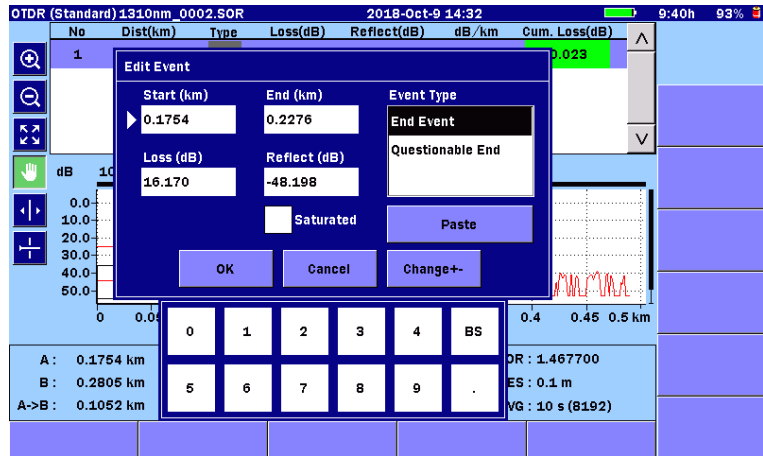 OTDR (Standard) 1310nm_0002.SOR 2018-Oct-9 14:32 9:40h 93%
No Dist(km) Type Loss(dB) Reflect(dB) dB/km Cum. Loss(dB)
1 0.023
Edit Event
Start (km) End (km) Event Type
0.1754 0.2276 End Event
Questionable End
Loss (dB) Reflect (dB)
16.170 -48.198
Saturated Paste
OK Cancel Change+-
dB
0.0
10.0
20.0
30.0
40.0
50.0
0 0.4 0.45 0.5 km
0 1 2 3 4 BS
5 6 7 8 9 .
A : 0.1754 km
B : 0.2805 km
A->B : 0.1052 km
OR : 1.467700
ES : 0.1 m
VG : 10 s (8192)